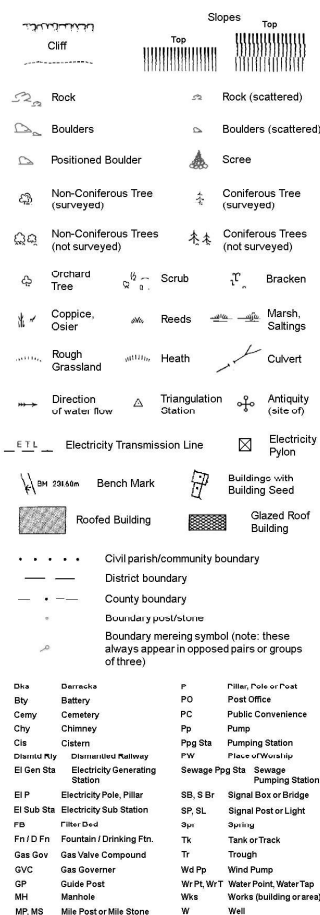 Slopes
Top
Top
Cliff
Rock
Rock (scattered)
Boulders
Boulders (scattered)
Positioned Boulder
Scree
Non-Coniferous Tree
(surveyed)
Coniferous Tree
(surveyed)
Non-Coniferous Trees
(not surveyed)
Coniferous Trees
(not surveyed)
Orchard
Tree
Scrub
Bracken
Coppice,
Osier
Reeds
Marsh,
Saltings
Rough
Grassland
Heath
Culvert
Direction
of water flow
Triangulation
Station
Antiquity
(site of)
E T L
Electricity Transmission Line
Electricity
Pylon
BM 231.60m
Bench Mark
Buildings with
Building Seed
Roofed Building
Glazed Roof
Building
Civil parish/community boundary
District boundary
County boundary
Boundary post/stone
Boundary mereing symbol (note: these
always appear in opposed pairs or groups
of three)
Bks Barracks
P Pillar, Pole or Post
Bty Battery
PO Post Office
Cemy Cemetery
PC Public Convenience
Chy Chimney
Pp Pump
Cis Cistern
Ppg Sta Pumping Station
Dismtd Rly Dismantled Railway
PW Place of Worship
El Gen Sta Electricity Generating
Station
Sewage Ppg Sta Sewage
Pumping Station
El P Electricity Pole, Pillar
SB, S Br Signal Box or Bridge
El Sub Sta Electricity Sub Station
SP, SL Signal Post or Light
FB Filter Bed
Spr Spring
Fn / D Fn Fountain / Drinking Ftn.
Tk Tank or Track
Gas Gov Gas Valve Compound
Tr Trough
GVC Gas Governer
Wd Pp Wind Pump
GP Guide Post
Wr Pt, Wr T Water Point, Water Tap
MH Manhole
Wks Works (building or area)
MP, MS Mile Post or Mile Stone
W Well